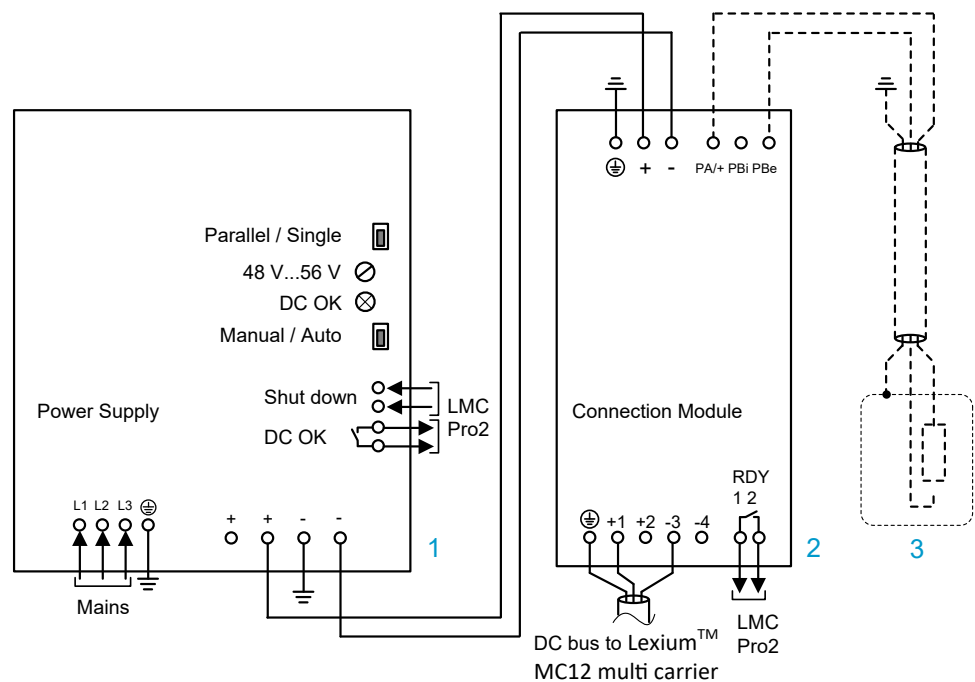 + -
PA/+ PBi PBe
Parallel / Single
48 V...56 V
DC OK
Manual / Auto
Shut down
LMC
Pro2
DC OK
Power Supply
L1 L2 L3
+ + - -
1
Mains
Connection Module
RDY
1 2
+1 +2 -3 -4
2
LMC
Pro2
DC bus to Lexium™
MC12 multi carrier
3